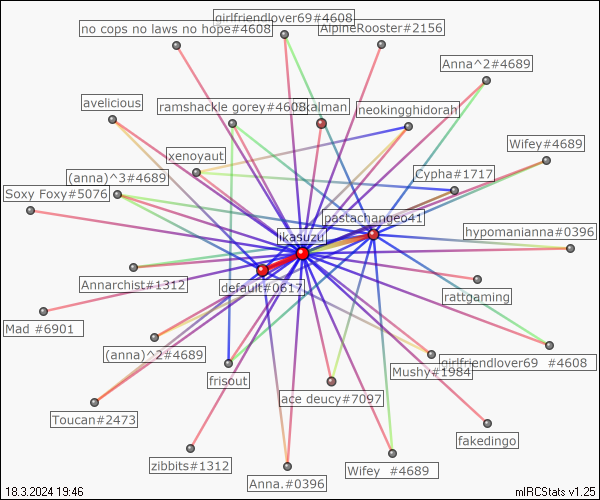 girlfriendlover69#4608
no cops no laws no hope#4608
AlpineRooster#2156
Anna^2#4689
avelicious
ramshackle gorey#4608
kalman
neokingghidorah
Wifey#4689
xenoyaut
Cypha#1717
(anna)^3#4689
Soxy Foxy#5076
pastachange041
ikasuzu
hypomanianna#0396
Annarchist#1312
default#0617
rattgaming
Mad #6901
(anna)^2#4689
girlfriendlover69 #4608
Mushy#1984
frisout
ace deucy#7097
Toucan#2473
fakedingo
zibbits#1312
Anna.#0396
Wifey #4689
18.3.2024 19:46
mIRCStats v1.25